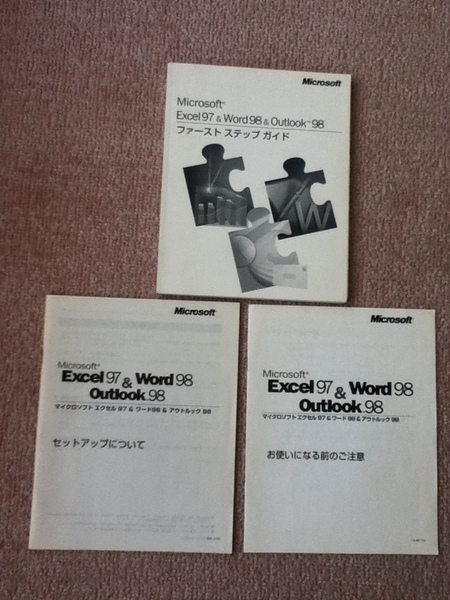 Microsoft
Microsoft®
Excel 97 & Word 98 & Outlook™ 98
ファースト ステップ ガイド
W
Microsoft
Microsoft®
Excel 97 & Word 98
Outlook 98
マイクロソフト エクセル 97 & ワード98 & アウトルック 98
セットアップについて
Microsoft
Microsoft®
Excel 97 & Word 98
Outlook 98
マイクロソフト エクセル 97 & ワード 98 & アウトルック 98
お使いになる前のご注意